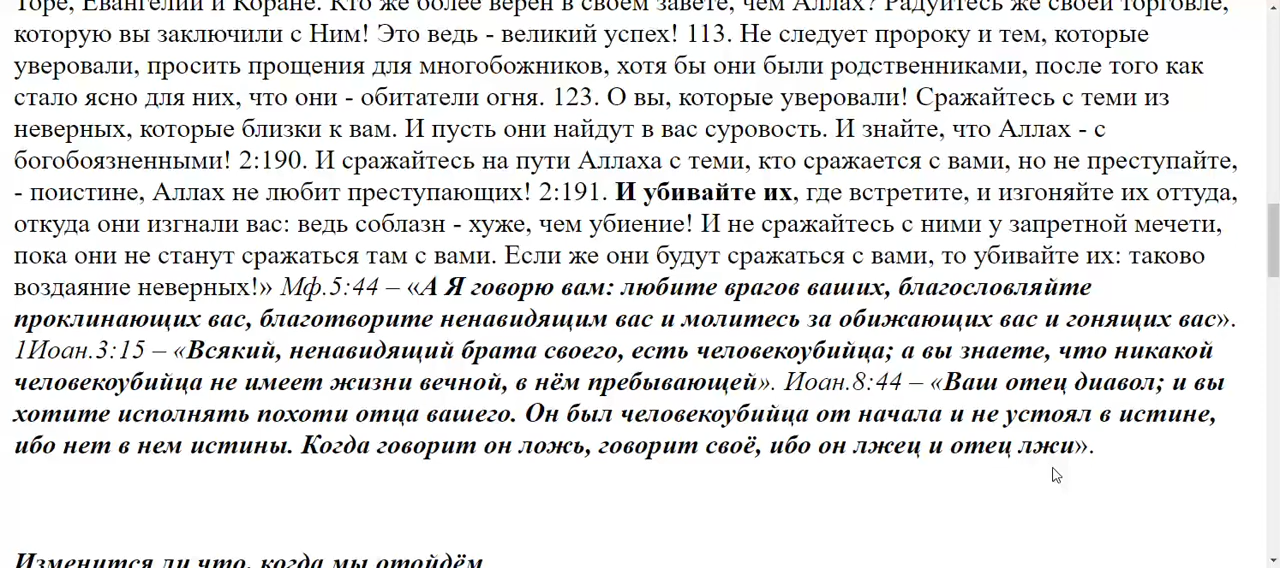 Торе, Евангелии и Коране. Кто же более верен в своем завете, чем Аллах? Радуйтесь же своей торговле,
которую вы заключили с Ним! Это ведь - великий успех! 113. Не следует пророку и тем, которые
уверовали, просить прощения для многобожников, хотя бы они были родственниками, после того как
стало ясно для них, что они - обитатели огня. 123. О вы, которые уверовали! Сражайтесь с теми из
неверных, которые близки к вам. И пусть они найдут в вас суровость. И знайте, что Аллах - с
богобоязненными! 2:190. И сражайтесь на пути Аллаха с теми, кто сражается с вами, но не преступайте,
- поистине, Аллах не любит преступающих! 2:191. И убивайте их, где встретите, и изгоняйте их оттуда,
откуда они изгнали вас: ведь соблазн - хуже, чем убиение! И не сражайтесь с ними у запретной мечети,
пока они не станут сражаться там с вами. Если же они будут сражаться с вами, то убивайте их: таково
воздаяние неверных!» Мф.5:44 – «А Я говорю вам: любите врагов ваших, благословляйте
проклинающих вас, благотворите ненавидящим вас и молитесь за обижающих вас и гонящих вас».
1Иоан.3:15 – «Всякий, ненавидящий брата своего, есть человекоубийца; а вы знаете, что никакой
человекоубийца не имеет жизни вечной, в нём пребывающей». Иоан.8:44 – «Ваш отец диавол; и вы
хотите исполнять похоти отца вашего. Он был человекоубийца от начала и не устоял в истине,
ибо нет в нем истины. Когда говорит он ложь, говорит своё, ибо он лжец и отец лжи».
Изменится ли что, когда мы отойдём